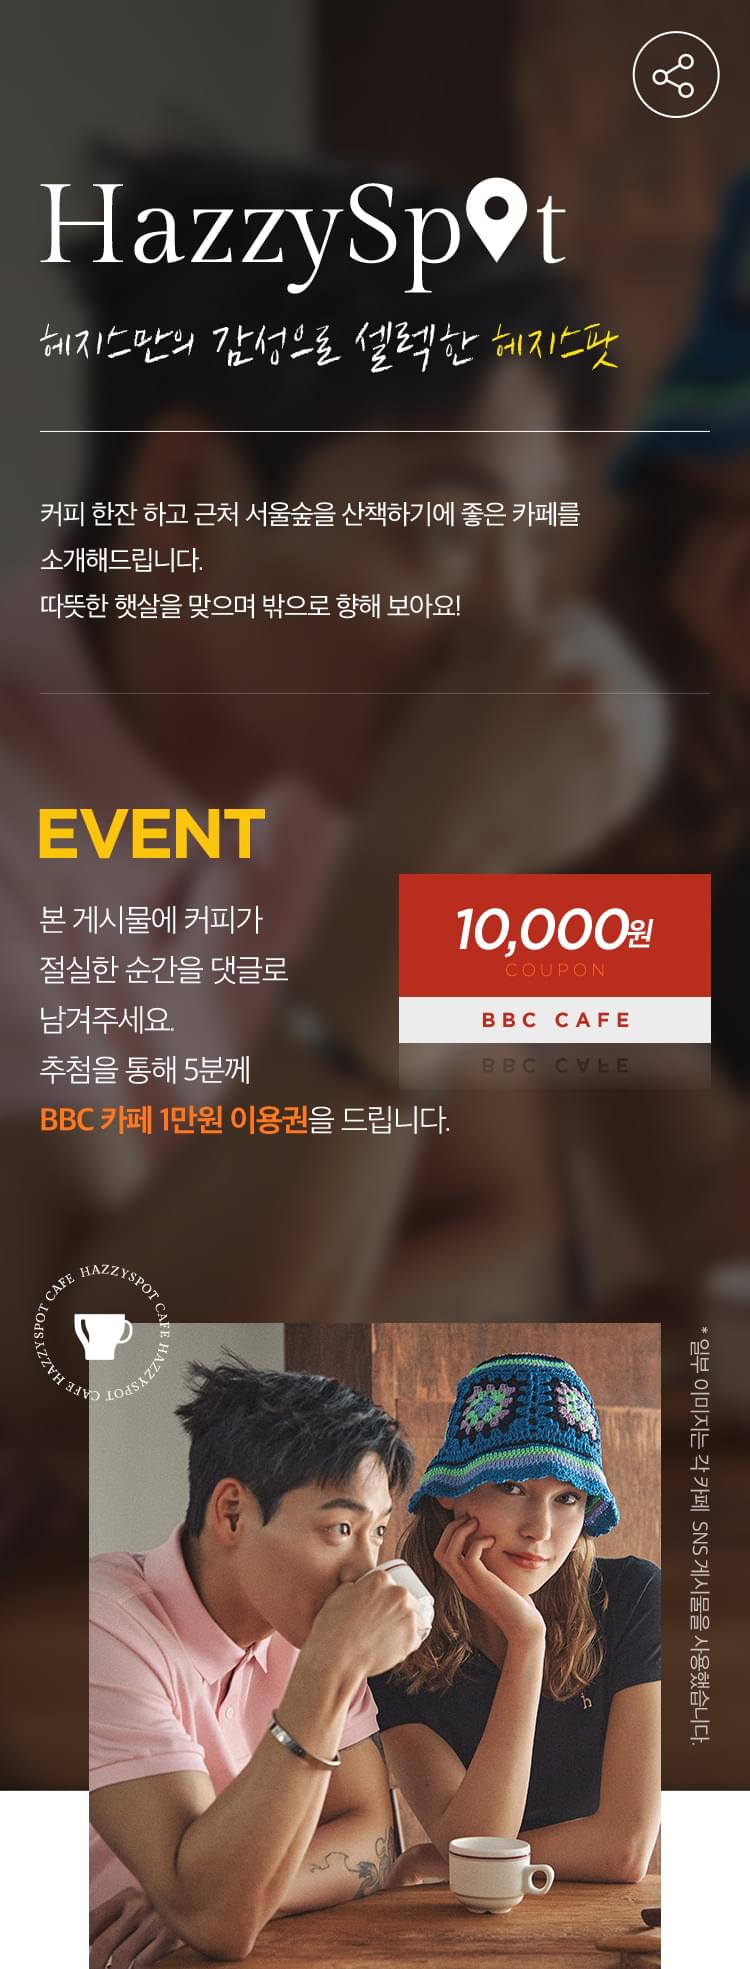 HazzySpot
헤지스만의 감성으로 셀렉한 헤지스팟
커피 한잔 하고 근처 서울숲을 산책하기에 좋은 카페를
소개해드립니다.
따뜻한 햇살을 맞으며 밖으로 향해 보아요!
EVENT
본 게시물에 커피가
절실한 순간을 댓글로
남겨주세요.
추첨을 통해 5분께
BBC 카페 1만원 이용권을 드립니다.
10,000원
COUPON
BBC CAFE
HAZZYSPOT CAFE HAZZYSPOT CAFE HAZZYSPOT CAFE
* 일부 이미지는 각 카페 SNS 게시물을 사용했습니다.
h